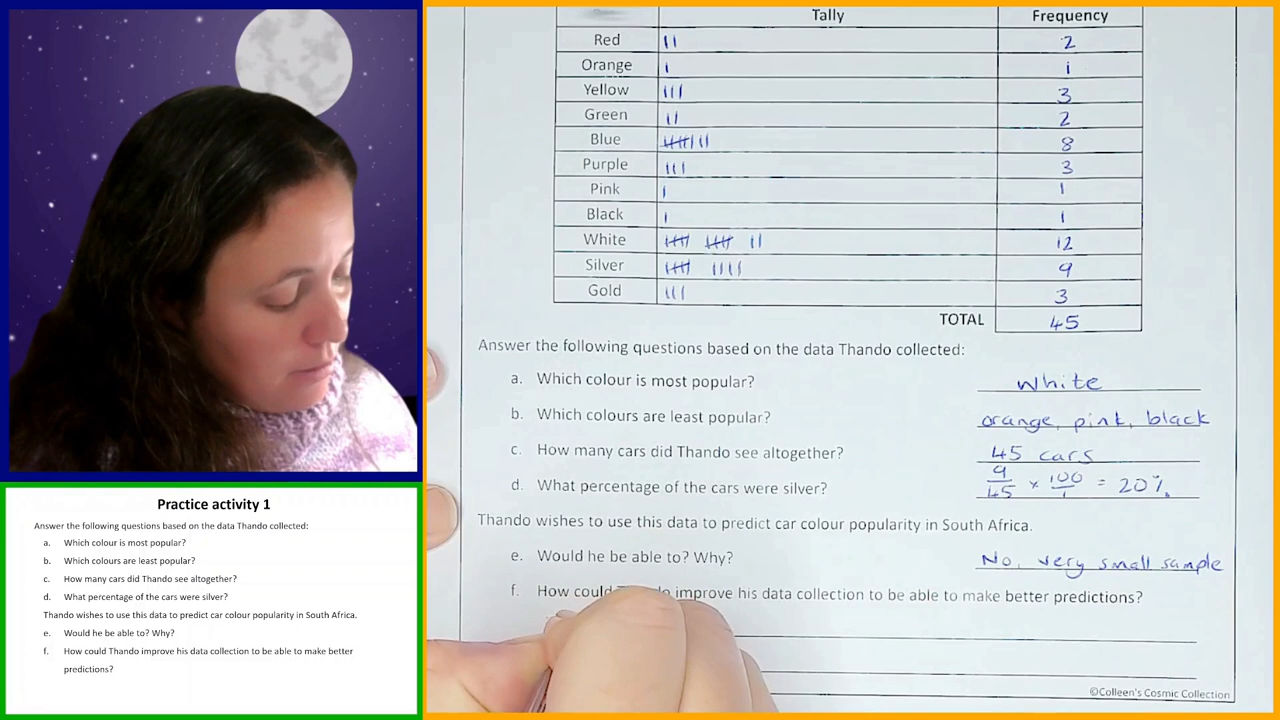 Tally Frequency
Red 2
Orange 1
Yellow 3
Green 2
Blue 8
Purple 3
Pink 1
Black 1
White 12
Silver 9
Gold 3
TOTAL 45
Answer the following questions based on the data Thando collected:
a. Which colour is most popular? white
b. Which colours are least popular? orange, pink, black
c. How many cars did Thando see altogether? 45 cars
d. What percentage of the cars were silver? 9/45 × 100/1 = 20%
Thando wishes to use this data to predict car colour popularity in South Africa.
e. Would he be able to? Why? No, very small sample
f. How could improve his data collection to be able to make better predictions?
©Colleen's Cosmic Collection
Practice activity 1
Answer the following questions based on the data Thando collected:
a. Which colour is most popular?
b. Which colours are least popular?
c. How many cars did Thando see altogether?
d. What percentage of the cars were silver?
Thando wishes to use this data to predict car colour popularity in South Africa.
e. Would he be able to? Why?
f. How could Thando improve his data collection to be able to make better
predictions?